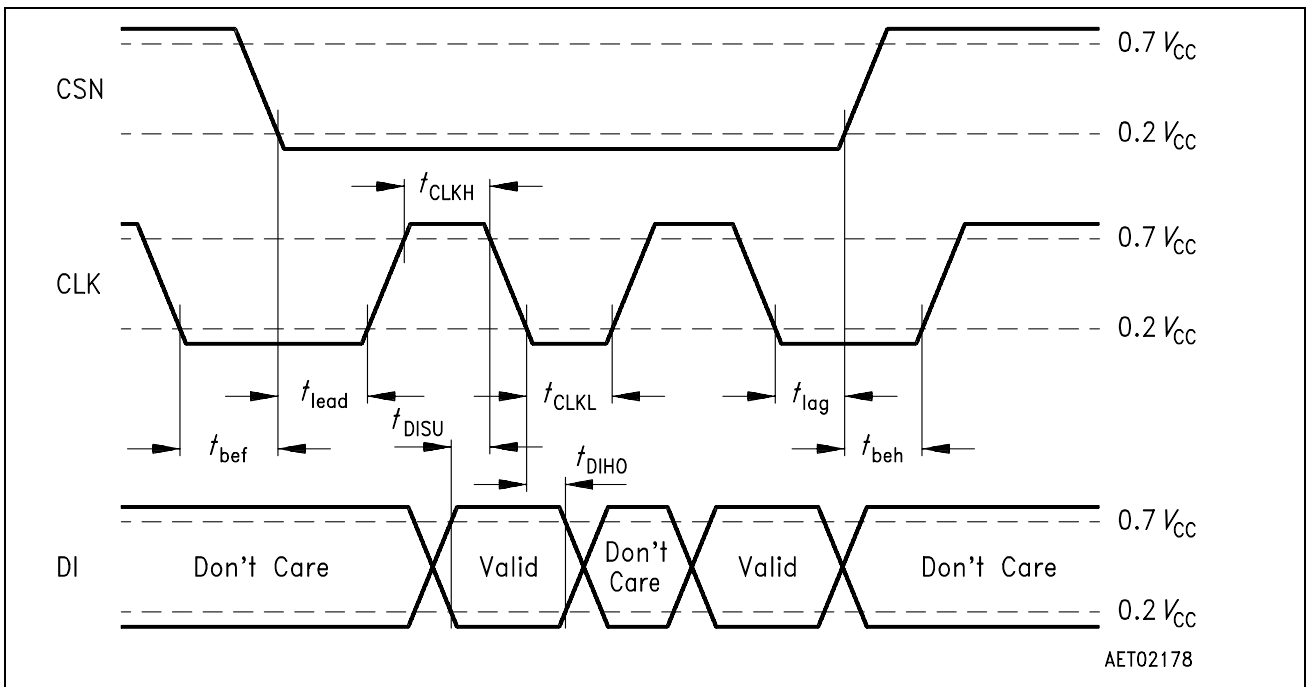 0.7 VCC
CSN
0.2 VCC
tCLKH
0.7 VCC
CLK
0.2 VCC
tlead
tCLKL
tlag
tDISU
tbef
tDIHO
tbeh
0.7 VCC
DI
Don't Care
Valid
Don't
Care
Valid
Don't Care
0.2 VCC
AET02178